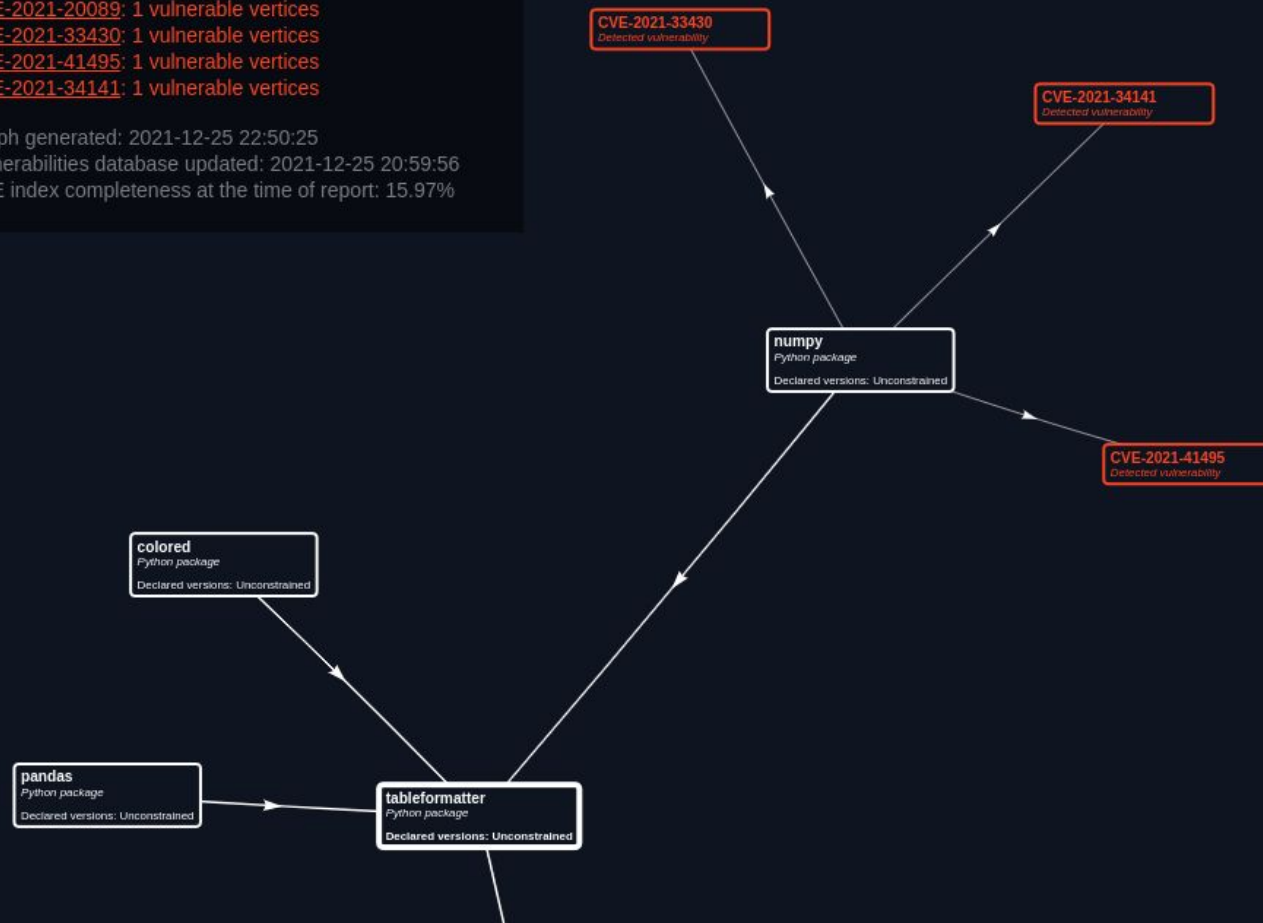 E-2021-20089: 1 vulnerable vertices
E-2021-33430: 1 vulnerable vertices
E-2021-41495: 1 vulnerable vertices
E-2021-34141: 1 vulnerable vertices
ph generated: 2021-12-25 22:50:25
nerabilities database updated: 2021-12-25 20:59:56
E index completeness at the time of report: 15.97%
CVE-2021-33430
Detected vulnerability
CVE-2021-34141
Detected vulnerability
numpy
Python package
Declared versions: Unconstrained
CVE-2021-41495
Detected vulnerability
colored
Python package
Declared versions: Unconstrained
pandas
Python package
Declared versions: Unconstrained
tableformatter
Python package
Declared versions: Unconstrained